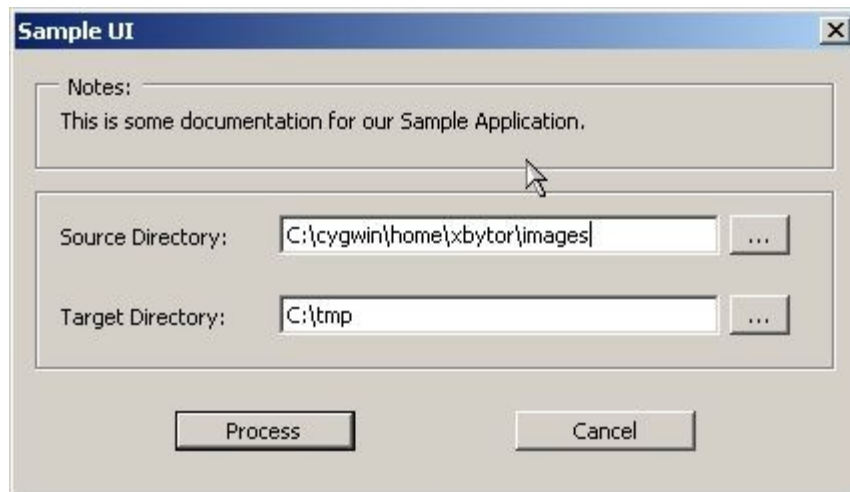 Sample UI
Notes:
This is some documentation for our Sample Application.
Source Directory: C:\cygwin\home\xbytor\images ...
Target Directory: C:\tmp ...
Process Cancel